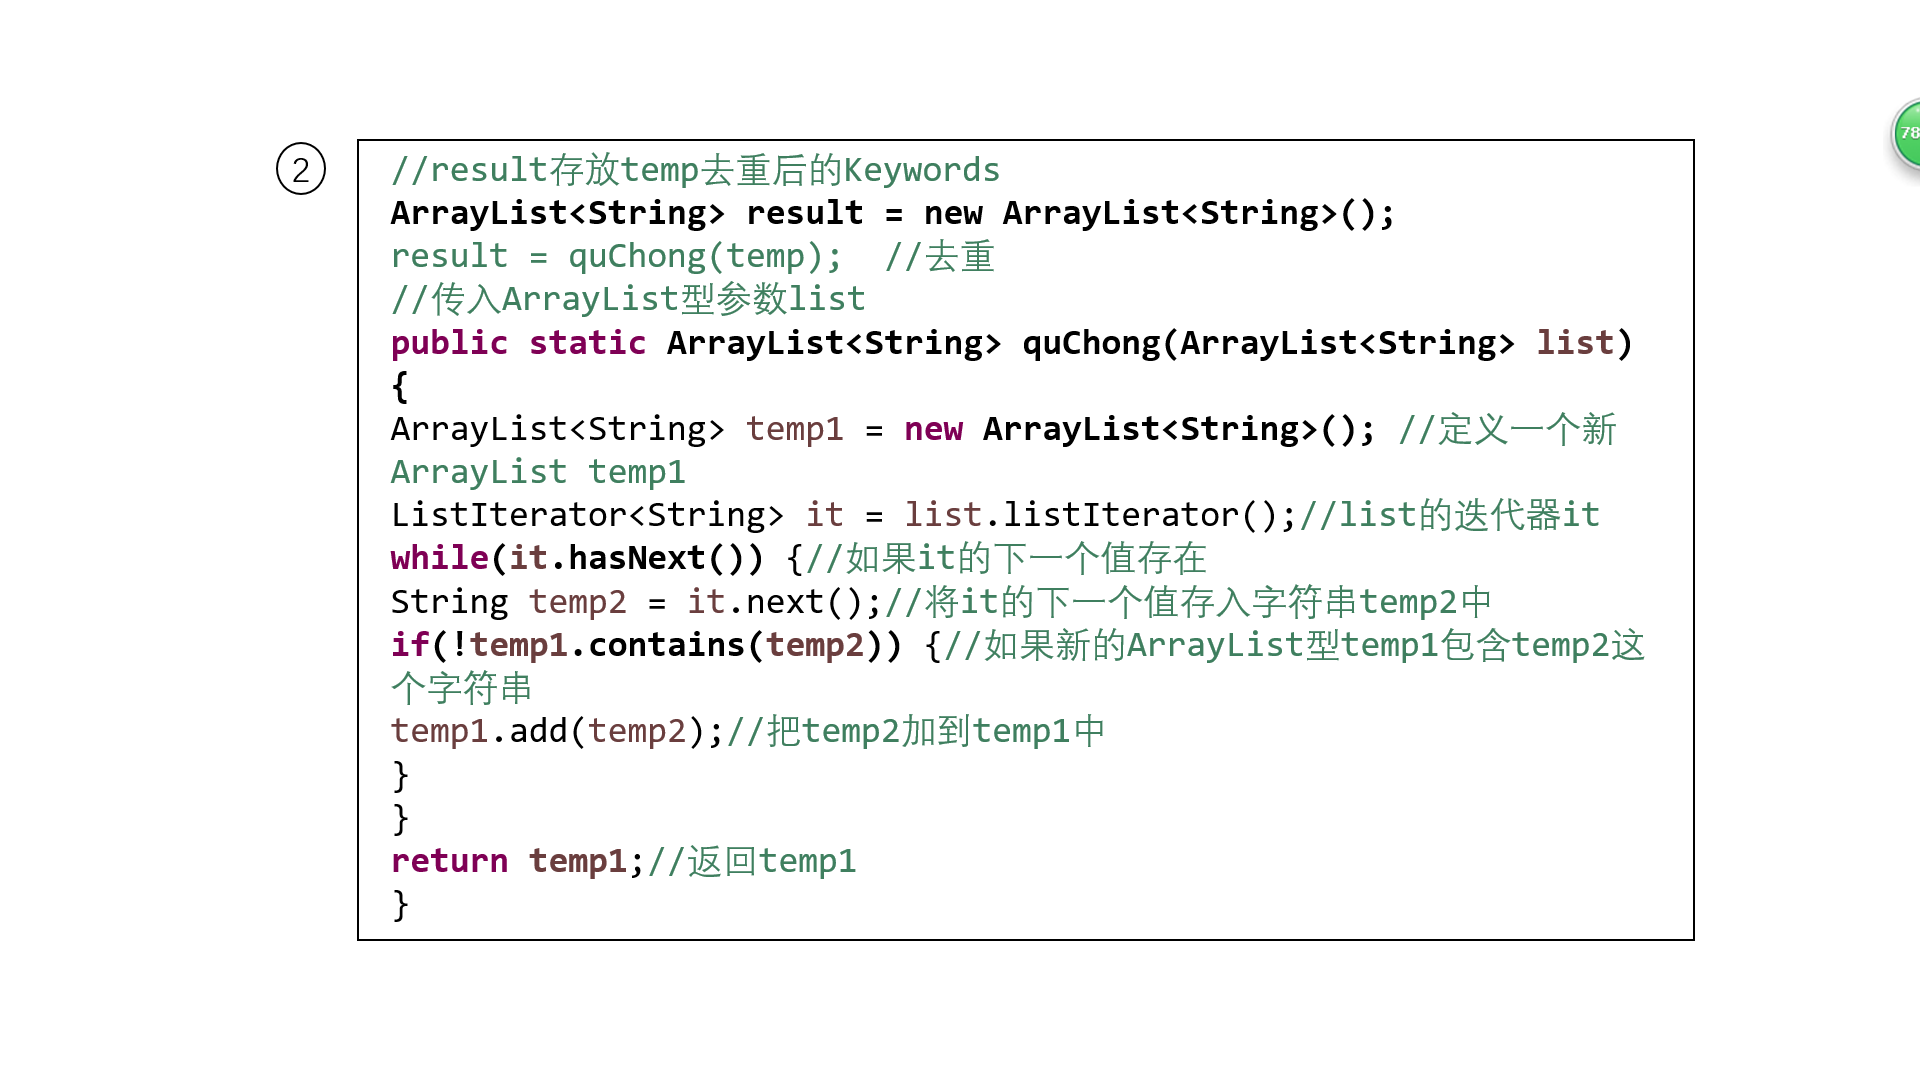 ②
//result存放temp去重后的Keywords
ArrayList<String> result = new ArrayList<String>();
result = quChong(temp);  //去重
//传入ArrayList型参数list
public static ArrayList<String> quChong(ArrayList<String> list)
{
ArrayList<String> temp1 = new ArrayList<String>(); //定义一个新
ArrayList temp1
ListIterator<String> it = list.listIterator();//list的迭代器it
while(it.hasNext()) {//如果it的下一个值存在
String temp2 = it.next();//将it的下一个值存入字符串temp2中
if(!temp1.contains(temp2)) {//如果新的ArrayList型temp1包含temp2这
个字符串
temp1.add(temp2);//把temp2加到temp1中
}
}
return temp1;//返回temp1
}
78